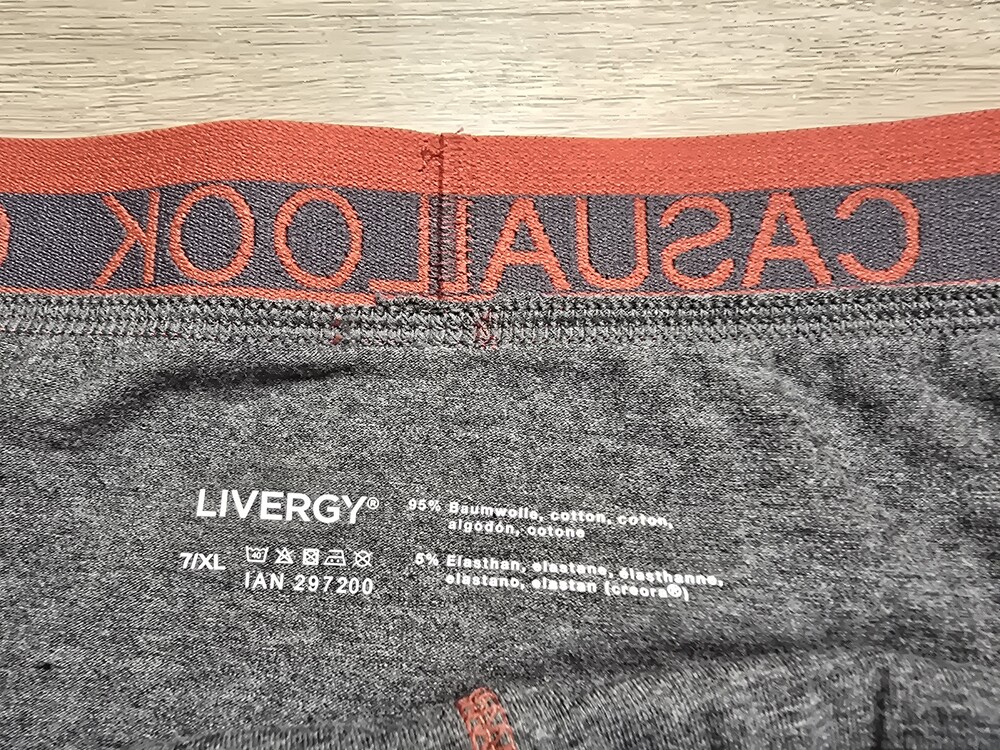 CASUAL LOOK C
LIVERGY®
95% Baumwolle, cotton, coton,
algodón, cotone
7/XL
40
5% Elasthan, elastane, élasthanne,
elastano, elastan (creora®)
IAN 297200